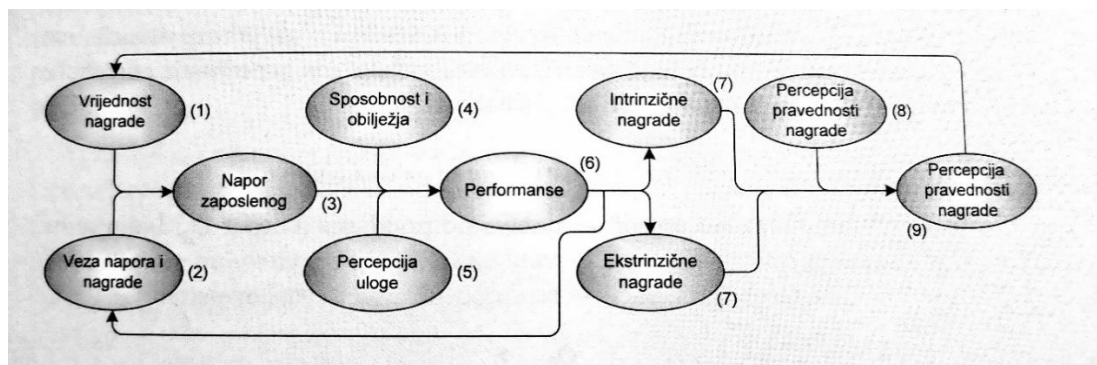 Vrijednost
nagrade
(1)
Sposobnost i
obilježja
(4)
Intrinzične
nagrade
(7)
Percepcija
pravednosti
nagrade
(8)
Napor
zaposlenog
(3)
Performanse
(6)
Percepcija
pravednosti
nagrade
(9)
Veza napora i
nagrade
(2)
Percepcija
uloge
(5)
Ekstrinzične
nagrade
(7)